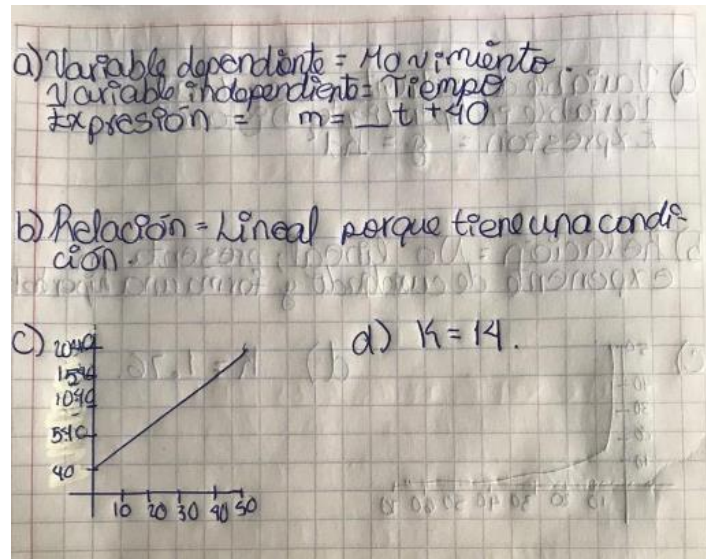 a) Variable dependiente = Movimiento.
Variable independiente = Tiempo
Expresión = m = _t + 40
b) Relación = Lineal porque tiene una condi-
ción.
c)
2040
1540
1040
540
40
10 20 30 40 50
d) K = 14.